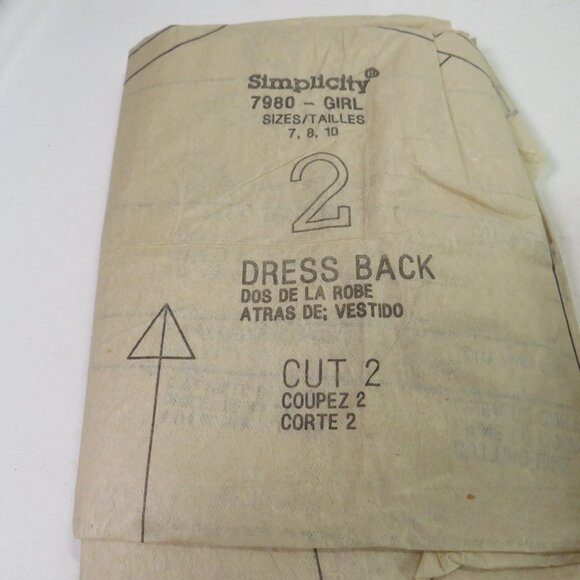 Simplicity®
7980 - GIRL
SIZES/TAILLES
7, 8, 10
2
DRESS BACK
DOS DE LA ROBE
ATRAS DE; VESTIDO
CUT 2
COUPEZ 2
CORTE 2